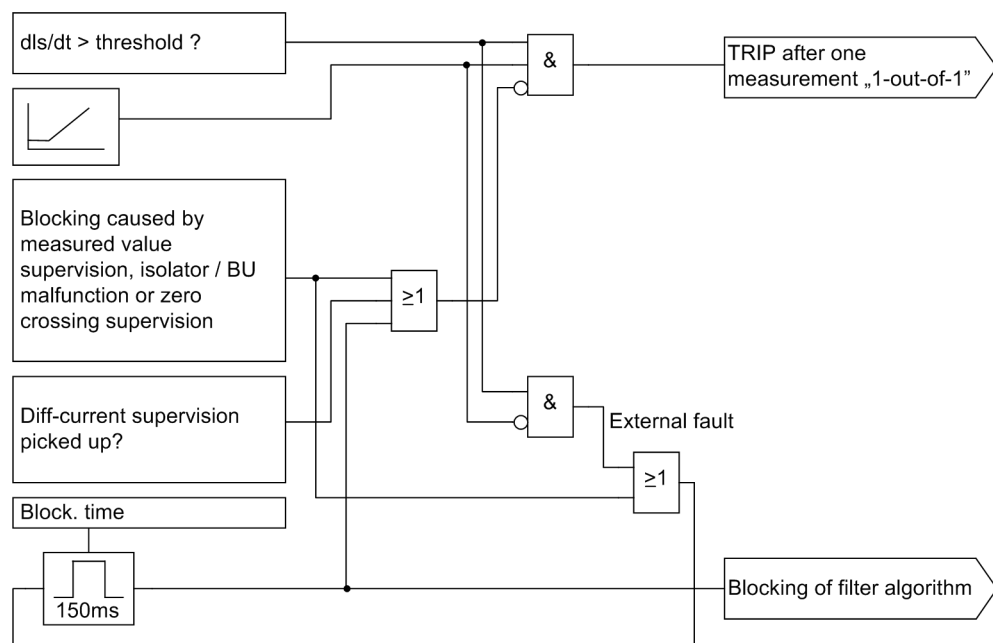 dIs/dt > threshold ?
&
TRIP after one
measurement „1-out-of-1”
Blocking caused by
measured value
supervision, isolator / BU
malfunction or zero
crossing supervision
≥1
Diff-current supervision
picked up?
&
External fault
≥1
Block. time
150ms
Blocking of filter algorithm